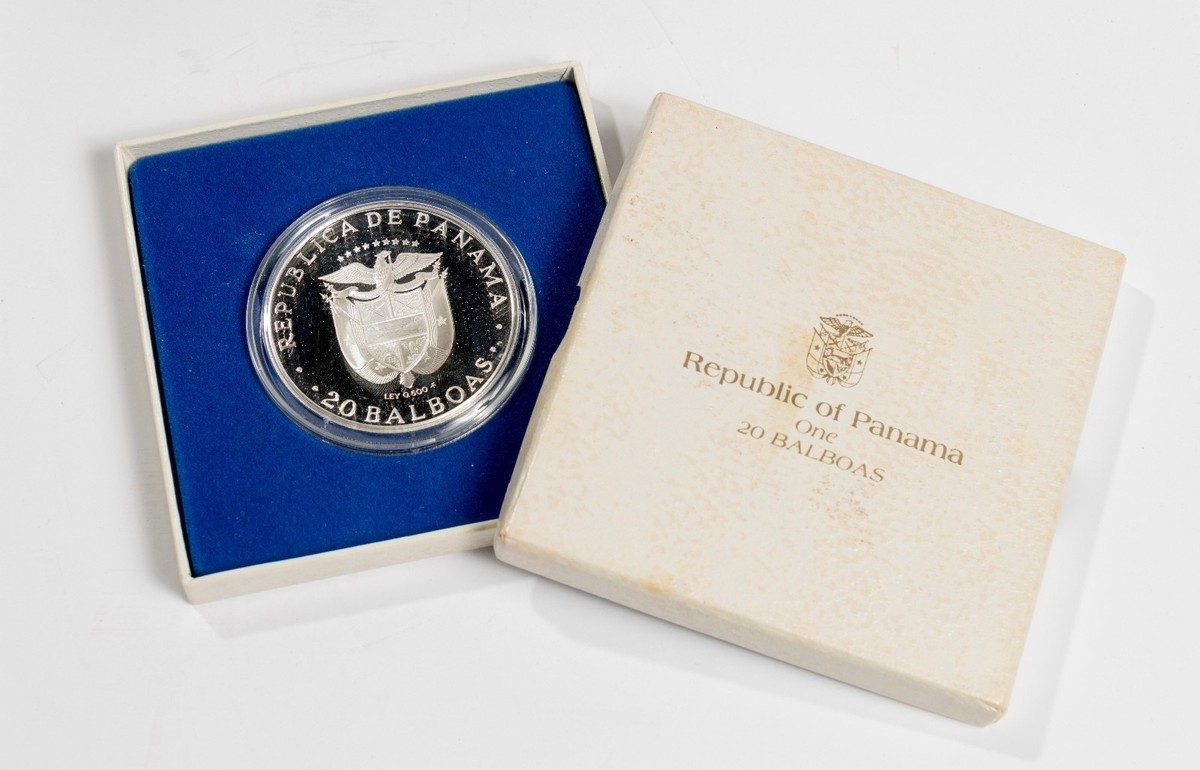 REPUBLICA DE PANAMA
LEY 0.500
20 BALBOAS
Republic of Panama
One
20 BALBOAS